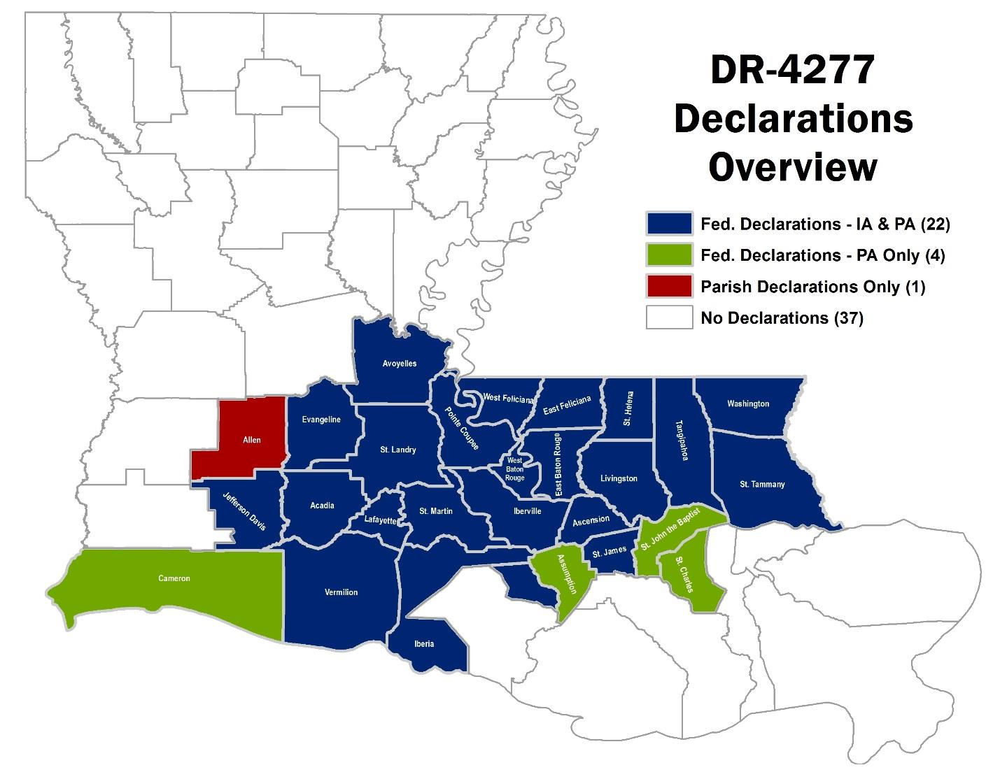 DR-4277
Declarations
Overview
Fed. Declarations - IA & PA (22)
Fed. Declarations - PA Only (4)
Parish Declarations Only (1)
No Declarations (37)
Avoyelles
West Feliciana
East Feliciana
St. Helena
Tangipahoa
Washington
Allen
Evangeline
St. Landry
Pointe Coupee
West
Baton
Rouge
East Baton Rouge
Livingston
St. Tammany
Jefferson Davis
Acadia
Lafayette
St. Martin
Iberville
Ascension
St. John the Baptist
St. James
St. Charles
Assumption
Cameron
Vermilion
Iberia